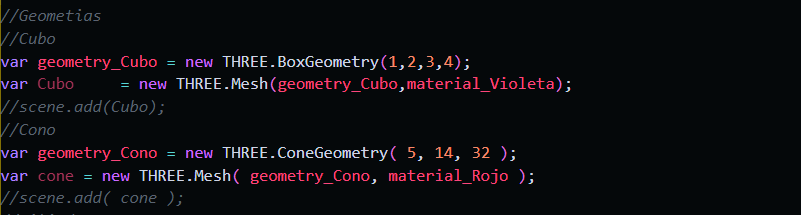 //Geometias
//Cubo
var geometry_Cubo = new THREE.BoxGeometry(1,2,3,4);
var Cubo     = new THREE.Mesh(geometry_Cubo,material_Violeta);
//scene.add(Cubo);
//Cono
var geometry_Cono = new THREE.ConeGeometry( 5, 14, 32 );
var cone = new THREE.Mesh( geometry_Cono, material_Rojo );
//scene.add( cone );